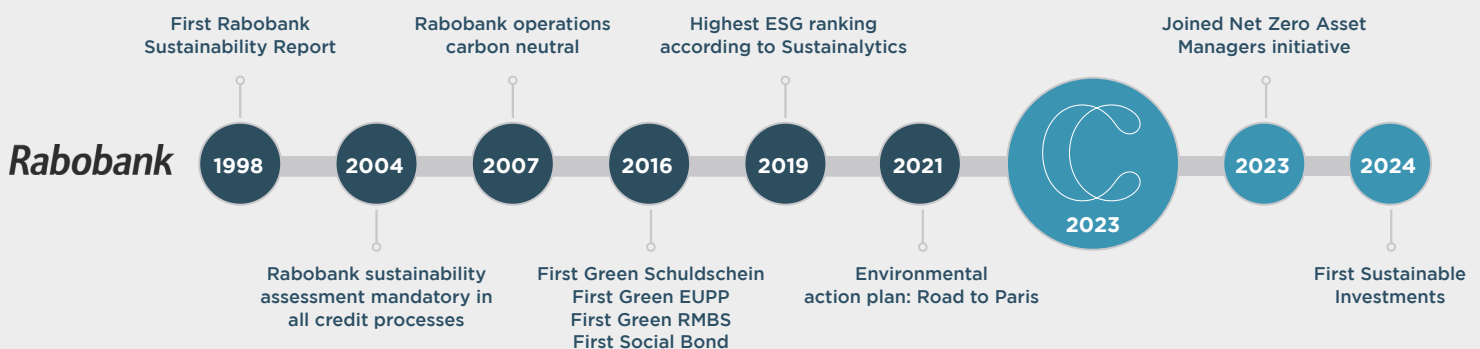 First Rabobank
Sustainability Report
Rabobank operations
carbon neutral
Highest ESG ranking
according to Sustainalytics
Joined Net Zero Asset
Managers initiative
Rabobank
1998
2004
2007
2016
2019
2021
2023
2023
2024
Rabobank sustainability
assessment mandatory in
all credit processes
First Green Schuldschein
First Green EUPP
First Green RMBS
First Social Bond
Environmental
action plan: Road to Paris
First Sustainable
Investments